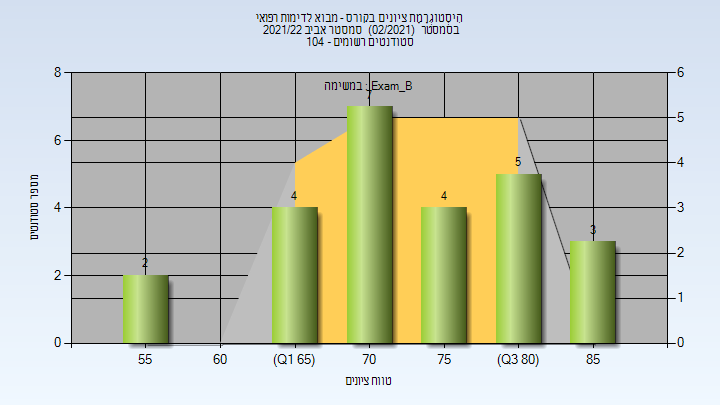 היסטוגרמת ציונים בקורס - מבוא לדימות רפואי
בסמסטר (02/2021) סמסטר אביב 2021/22
סטודנטים רשומים - 104
במשימה : Exam_B
8
6
4
2
0
6
5
4
3
2
1
0
2
4
7
4
5
3
55
60
(Q1 65)
70
75
(Q3 80)
85
מספר סטודנטים
טווח ציונים